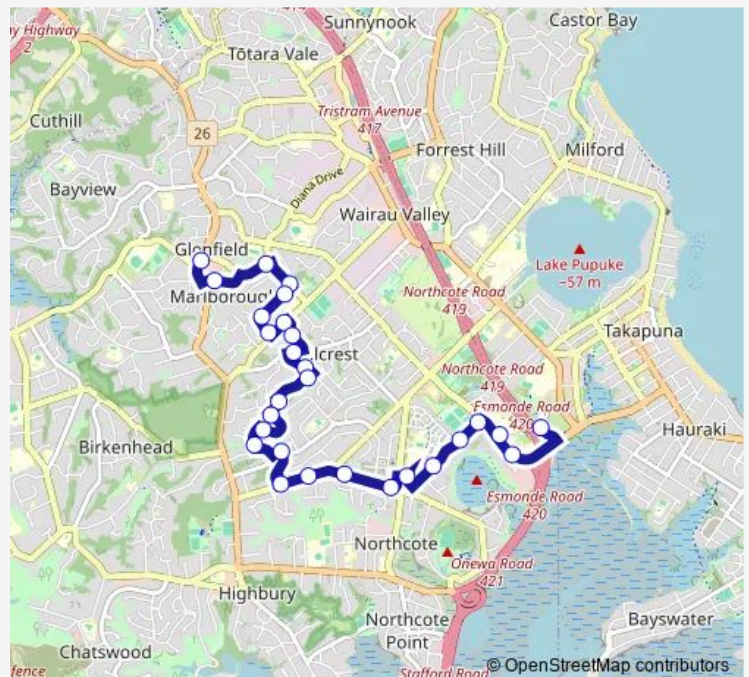 Sunnynook
Castor Bay
2
Tōtara Vale
Cuthill
Tristram Avenue
417
26
Forrest Hill
Milford
Diana Drive
Bayview
Wairau Valley
Glenfield
Lake Pupuke
−57 m
Marlborough
Northcote Road
419
Takapuna
lcrest
Northcote Road
419
Esmonde Road
420
Hauraki
Birkenhead
Esmonde Road
420
Northcote
Onewa Road
421
Highbury
Northcote
Point
Bayswater
Chatswood
Stafford Road
© OpenStreetMap contributors